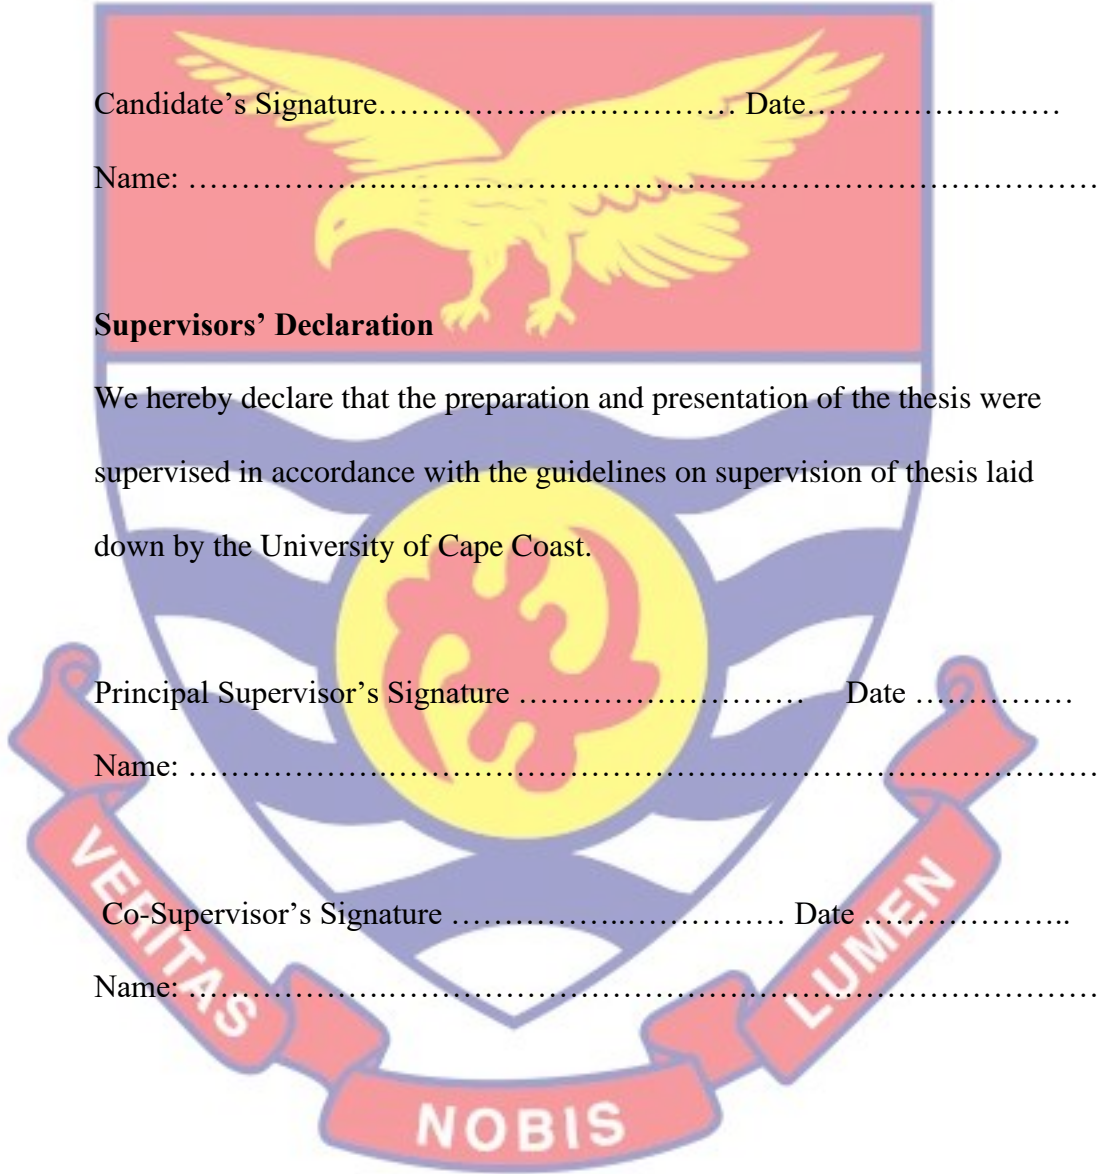 Candidate’s Signature………………..…………… Date……………………
Name: ……………….……………………………..……………………………
Supervisors’ Declaration
We hereby declare that the preparation and presentation of the thesis were
supervised in accordance with the guidelines on supervision of thesis laid
down by the University of Cape Coast.
Principal Supervisor’s Signature ……………………… Date ……………
Name: ……………….……………………………..……………………………
Co-Supervisor’s Signature ……………..…………… Date ………………..
Name: ……………….……………………………..……………………………
VERITAS
NOBIS
LUMEN